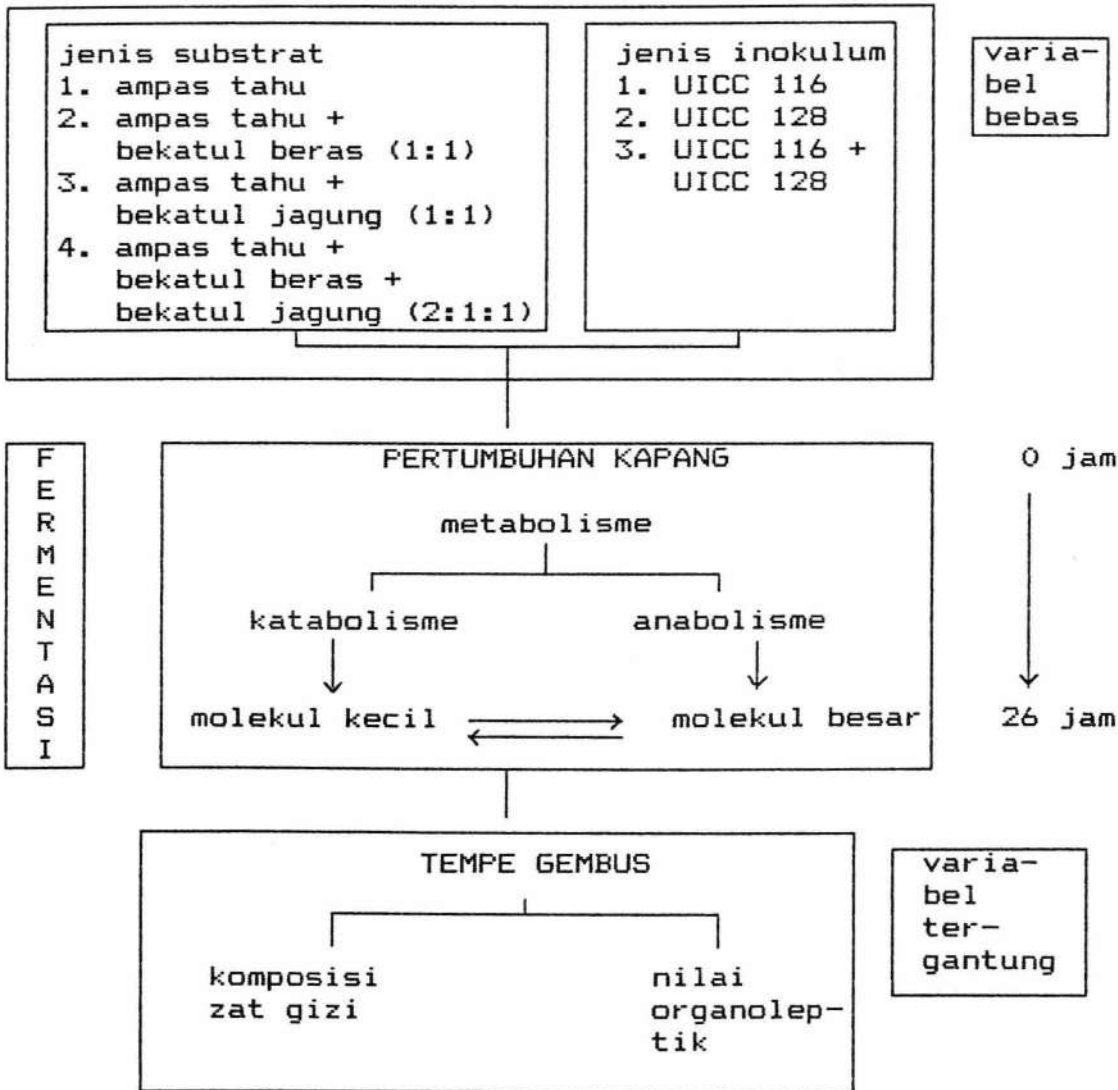 jenis substrat
1. ampas tahu
2. ampas tahu +
bekatul beras (1:1)
3. ampas tahu +
bekatul jagung (1:1)
4. ampas tahu +
bekatul beras +
bekatul jagung (2:1:1)
jenis inokulum
1. UICC 116
2. UICC 128
3. UICC 116 +
UICC 128
varia-
bel
bebas
F
E
R
M
E
N
T
A
S
I
PERTUMBUHAN KAPANG
metabolisme
katabolisme anabolisme
molekul kecil molekul besar
0 jam
26 jam
TEMPE GEMBUS
komposisi
zat gizi
nilai
organolep-
tik
varia-
bel
ter-
gantung